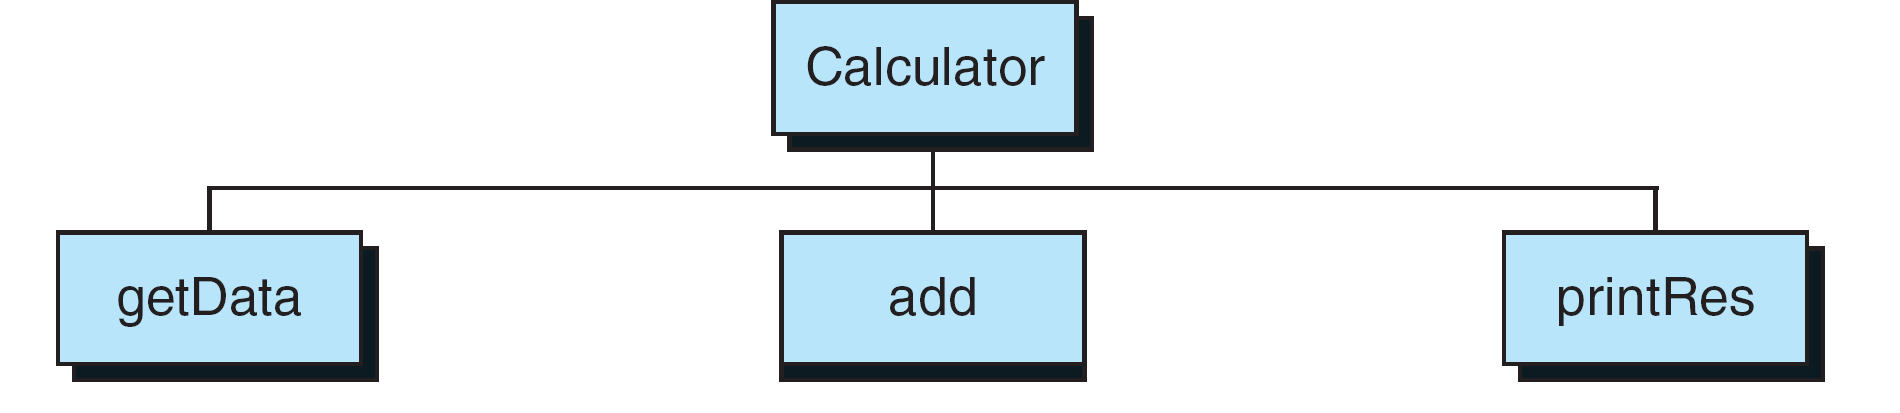 Calculator
getData
add
printRes